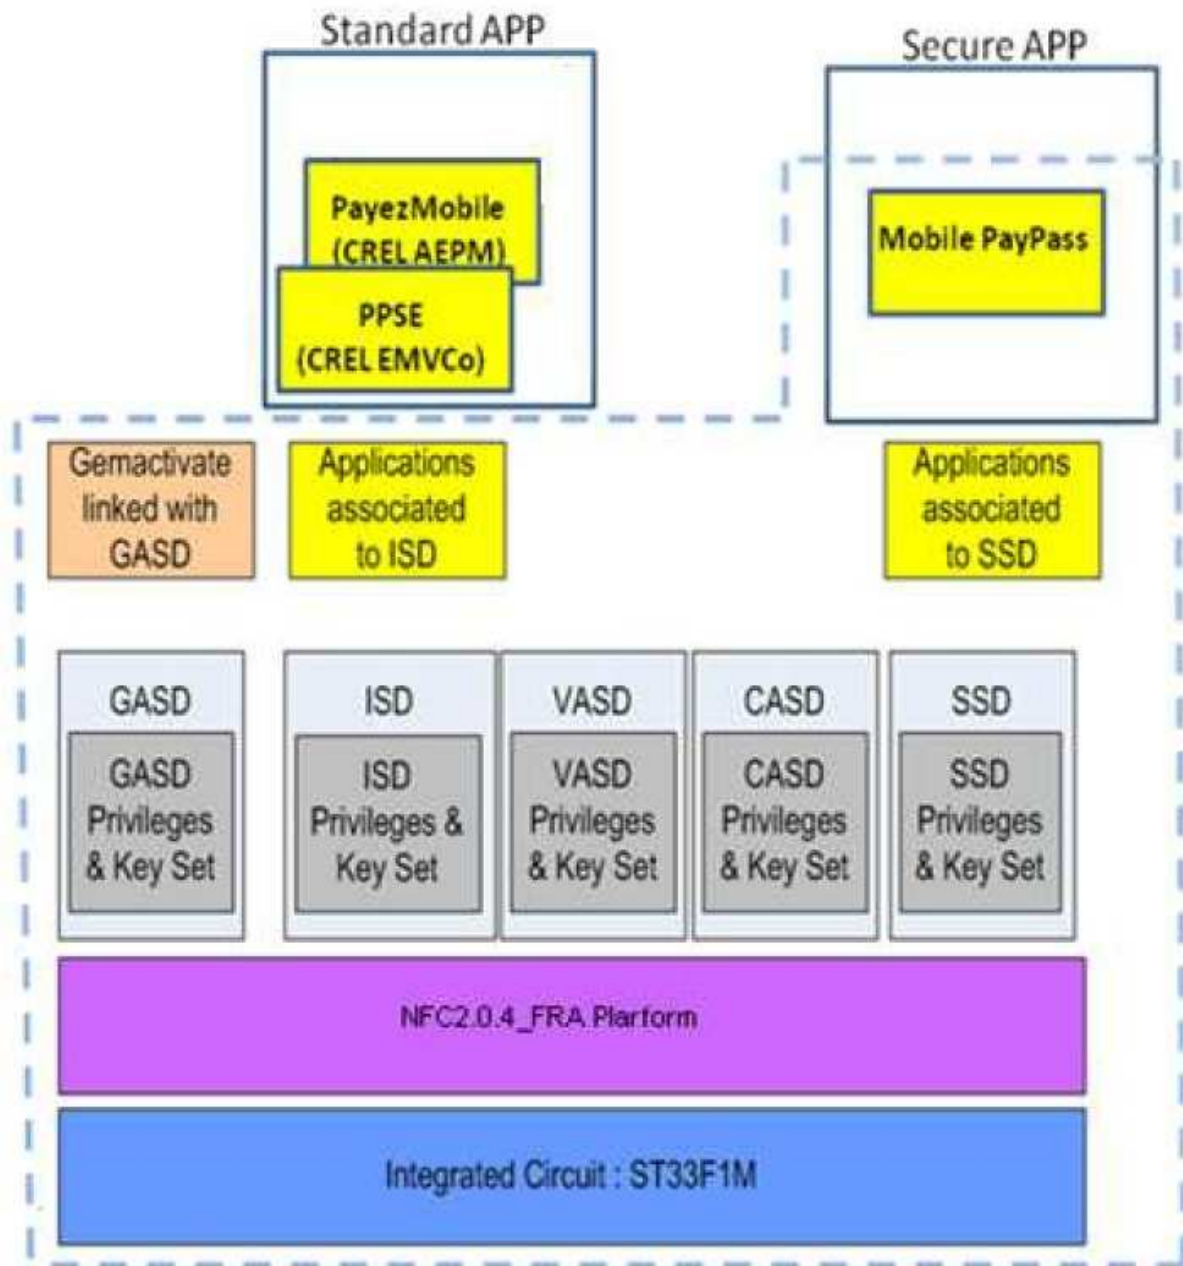 Standard APP
Secure APP
PayezMobile
(CREL AEPM)
PPSE
(CREL EMVCo)
Mobile PayPass
Gemactivate
linked with
GASD
Applications
associated
to ISD
Applications
associated
to SSD
GASD
GASD
Privileges
& Key Set
ISD
ISD
Privileges &
Key Set
VASD
VASD
Privileges
& Key Set
CASD
CASD
Privileges
& Key Set
SSD
SSD
Privileges
& Key Set
NFC2.0.4_FRA Plarform
Integrated Circuit : ST33F1M